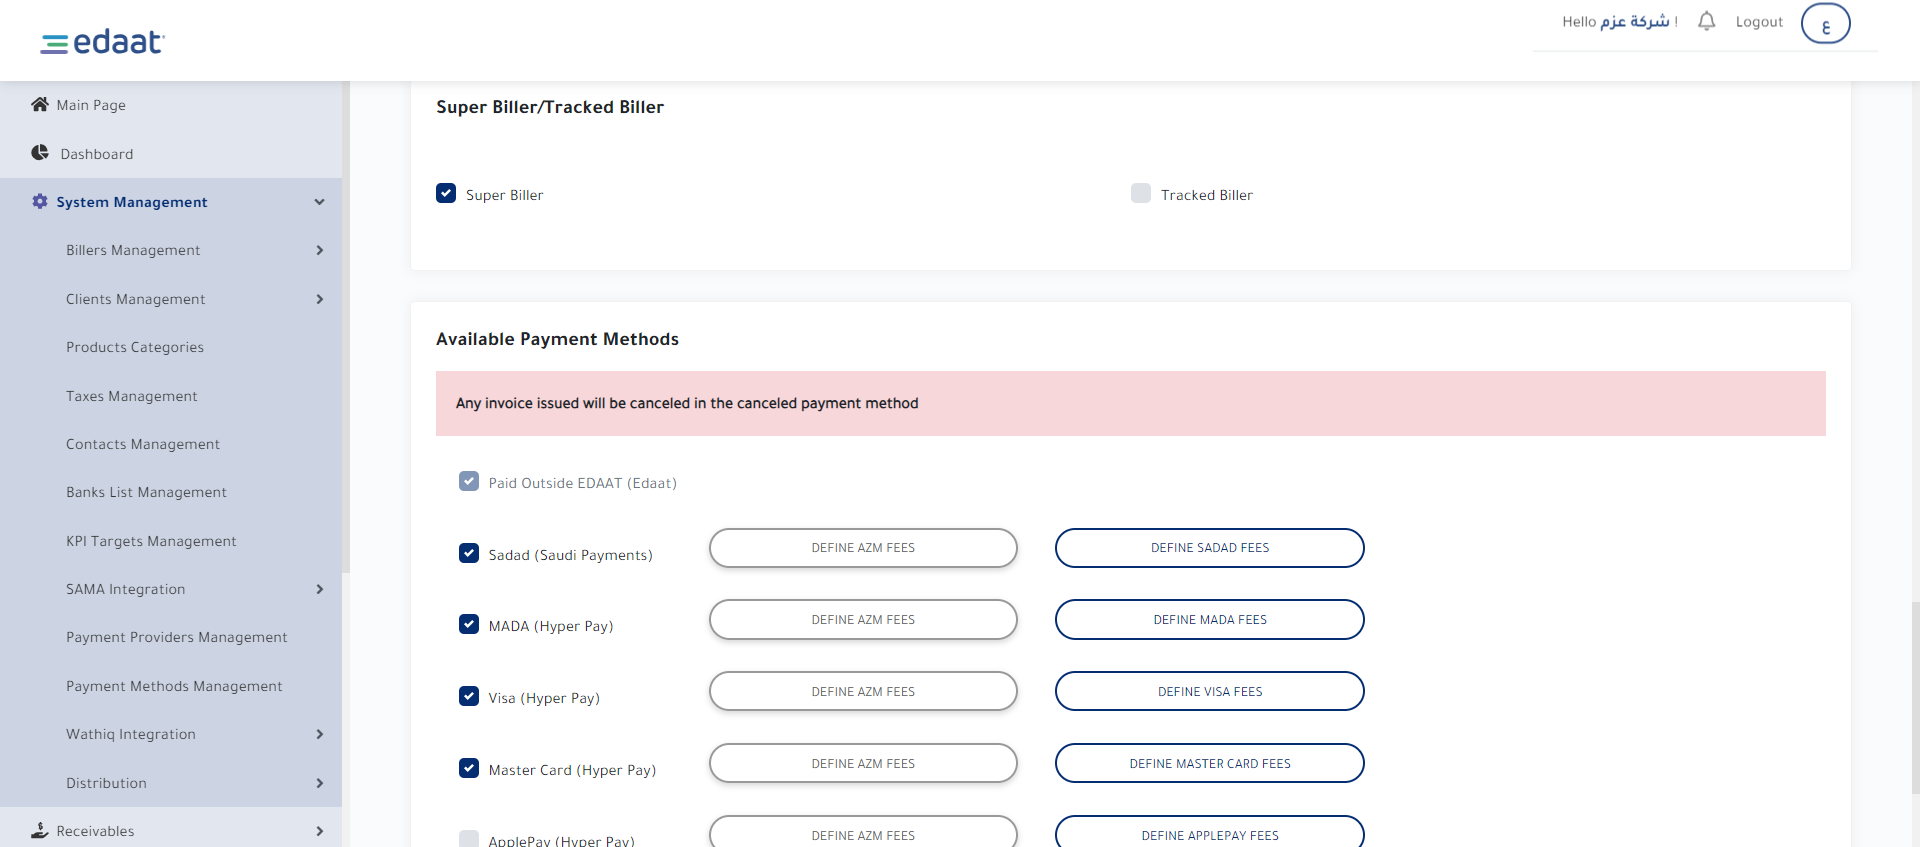 edaat
Hello شركة عزم !
Logout
ع
Main Page
Dashboard
System Management
Billers Management
Clients Management
Products Categories
Taxes Management
Contacts Management
Banks List Management
KPI Targets Management
SAMA Integration
Payment Providers Management
Payment Methods Management
Wathiq Integration
Distribution
Receivables
Super Biller/Tracked Biller
Super Biller
Tracked Biller
Available Payment Methods
Any invoice issued will be canceled in the canceled payment method
Paid Outside EDAAT (Edaat)
Sadad (Saudi Payments)
DEFINE AZM FEES
DEFINE SADAD FEES
MADA (Hyper Pay)
DEFINE AZM FEES
DEFINE MADA FEES
Visa (Hyper Pay)
DEFINE AZM FEES
DEFINE VISA FEES
Master Card (Hyper Pay)
DEFINE AZM FEES
DEFINE MASTER CARD FEES
ApplePay (Hyper Pay)
DEFINE AZM FEES
DEFINE APPLEPAY FEES